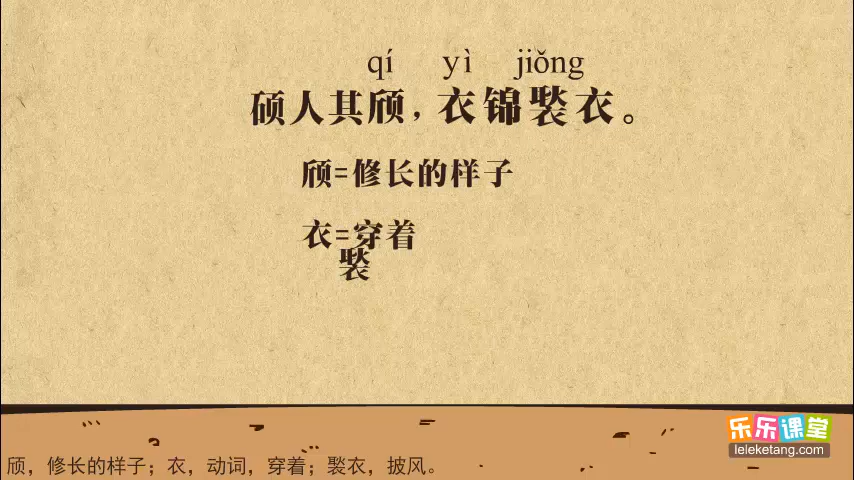 qí yì jiǒng
硕人其颀，衣锦褧衣。
颀=修长的样子
衣=穿着
褧
乐乐课堂
leleketang.com
颀，修长的样子；衣，动词，穿着；褧衣，披风。